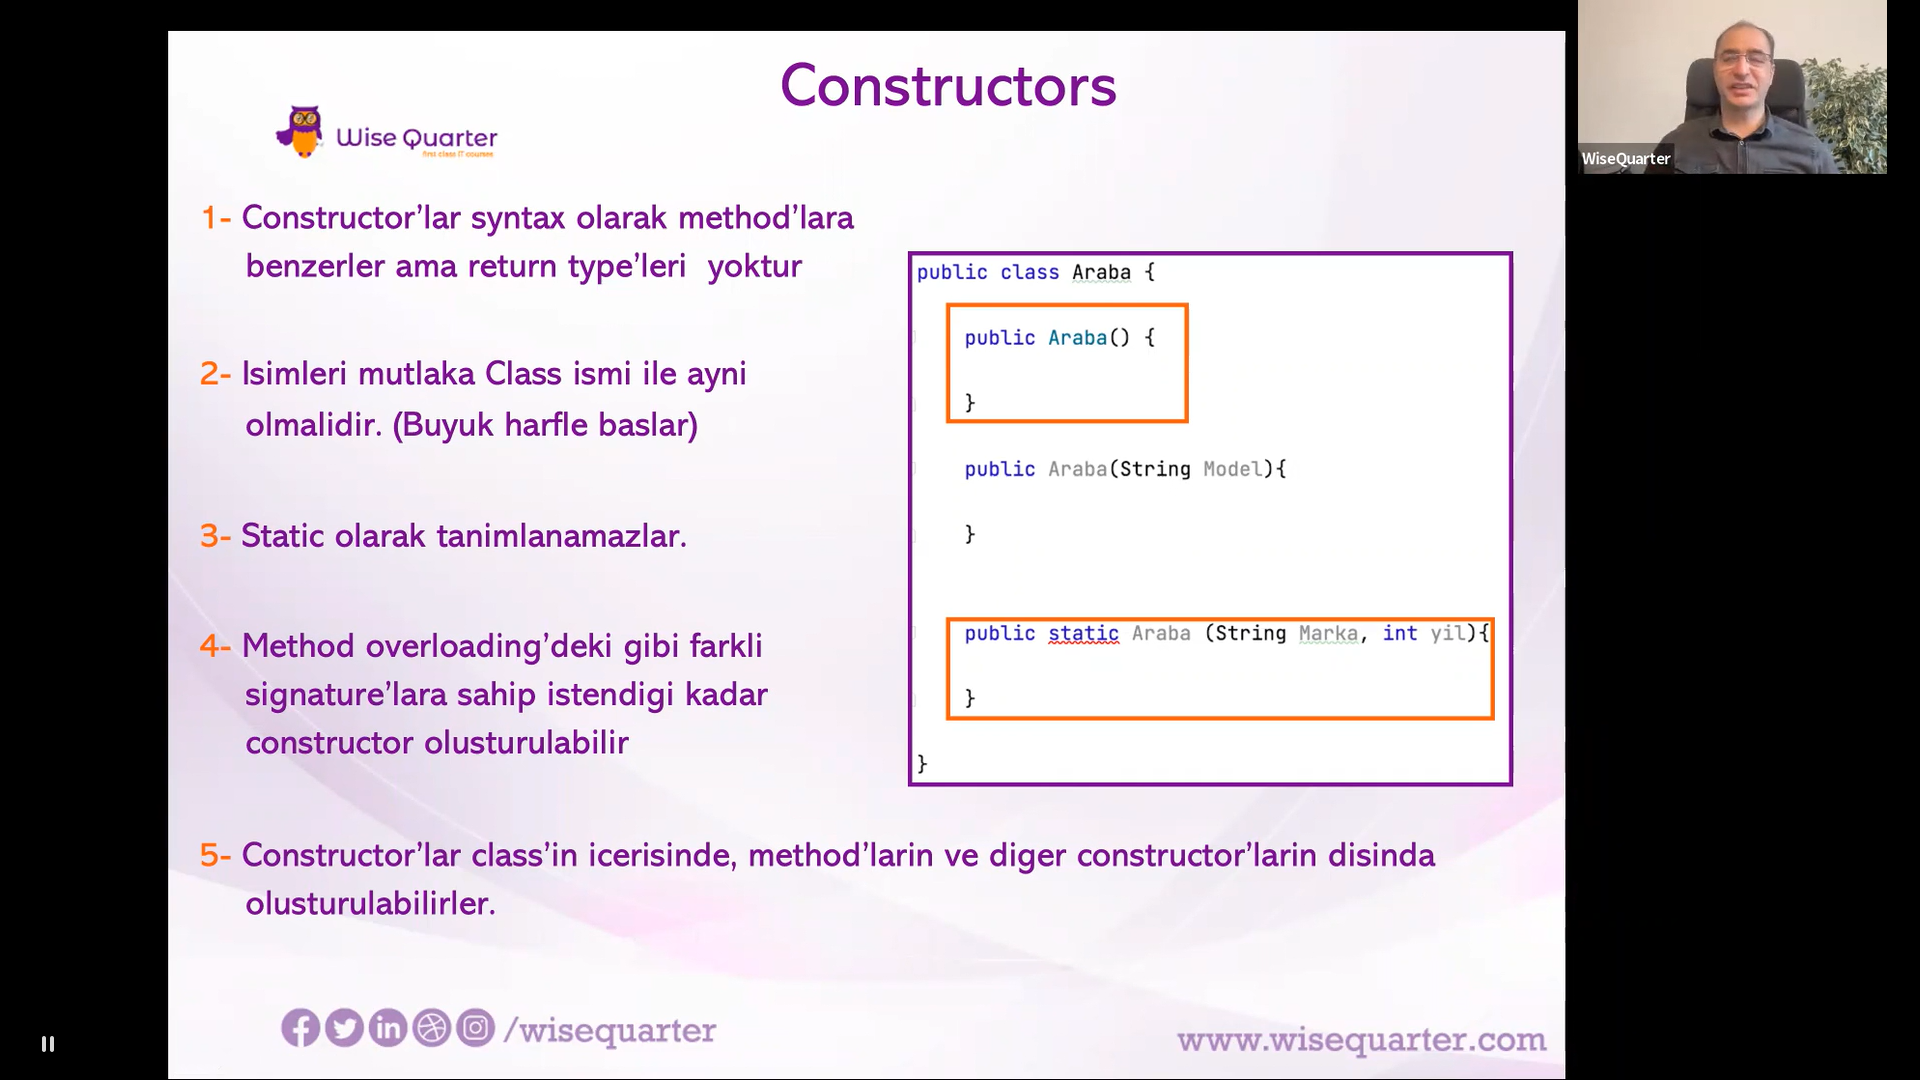 Constructors
Wise Quarter
first class IT courses
WiseQuarter
1- Constructor’lar syntax olarak method’lara
benzerler ama return type’leri yoktur
2- Isimleri mutlaka Class ismi ile ayni
olmalidir. (Buyuk harfle baslar)
3- Static olarak tanimlanamazlar.
4- Method overloading’deki gibi farkli
signature’lara sahip istendigi kadar
constructor olusturulabilir
public class Araba {
public Araba() {
}
public Araba(String Model){
}
public static Araba (String Marka, int yil){
}
}
5- Constructor’lar class’in icerisinde, method’larin ve diger constructor’larin disinda
olusturulabilirler.
/wisequarter
www.wisequarter.com